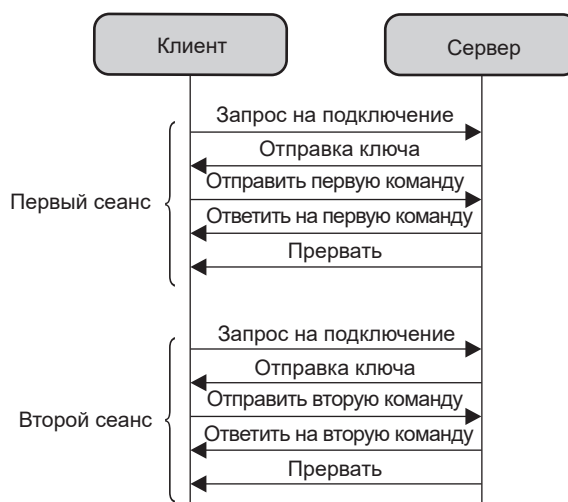 Клиент
Сервер
Запрос на подключение
Отправка ключа
Отправить первую команду
Первый сеанс
Ответить на первую команду
Прервать
Запрос на подключение
Отправка ключа
Отправить вторую команду
Второй сеанс
Ответить на вторую команду
Прервать